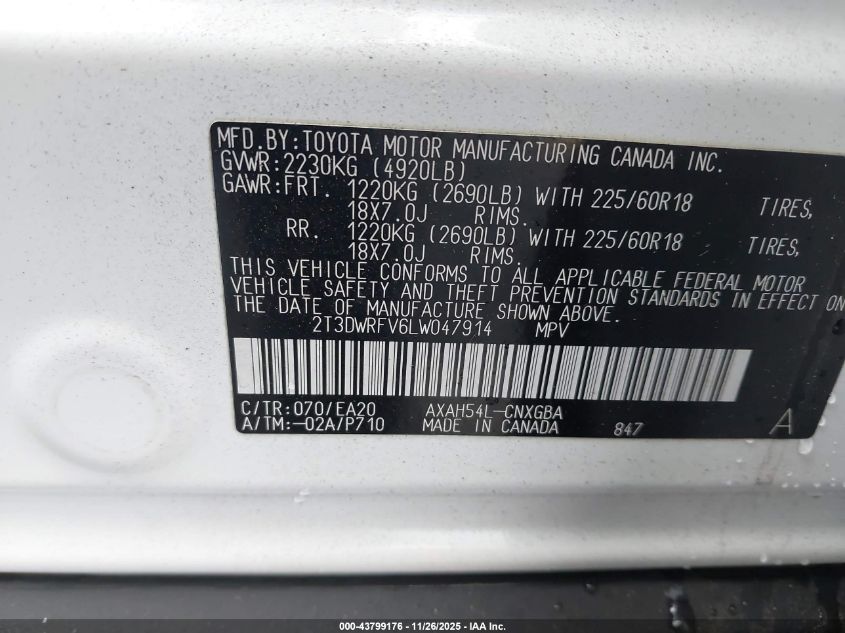 MFD.BY:TOYOTA MOTOR MANUFACTURING CANADA INC.
GVWR:2230KG (4920LB)
GAWR:FRT. 1220KG (2690LB) WITH 225/60R18 TIRES,
18X7.0J RIMS.
RR. 1220KG (2690LB) WITH 225/60R18 TIRES,
18X7.0J RIMS.
THIS VEHICLE CONFORMS TO ALL APPLICABLE FEDERAL MOTOR
VEHICLE SAFETY AND THEFT PREVENTION STANDARDS IN EFFECT ON
THE DATE OF MANUFACTURE SHOWN ABOVE.
2T3DWRFV6LW047914 MPV
C/TR:070/EA20 AXAH54L-CNXGBA
A/TM:-02A/P710 MADE IN CANADA 847 A
000-43799176 - 11/26/2025 - IAA Inc.